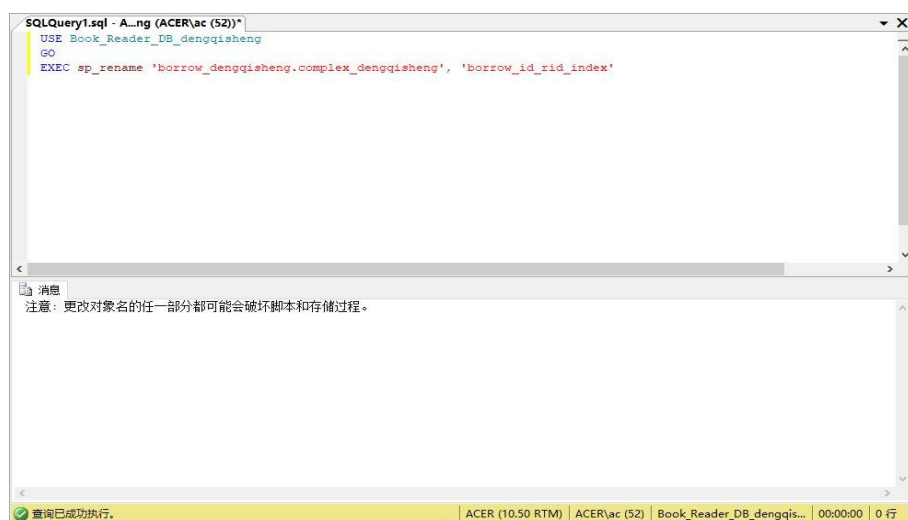 SQLQuery1.sql - A...ng (ACER\ac (52))*
USE Book_Reader_DB_dengqisheng
GO
EXEC sp_rename 'borrow_dengqisheng.complex_dengqisheng', 'borrow_id_rid_index'
消息
注意: 更改对象名的任一部分都可能会破坏脚本和存储过程。
查询已成功执行。 ACER (10.50 RTM) ACER\ac (52) Book_Reader_DB_dengqis... 00:00:00 0 行